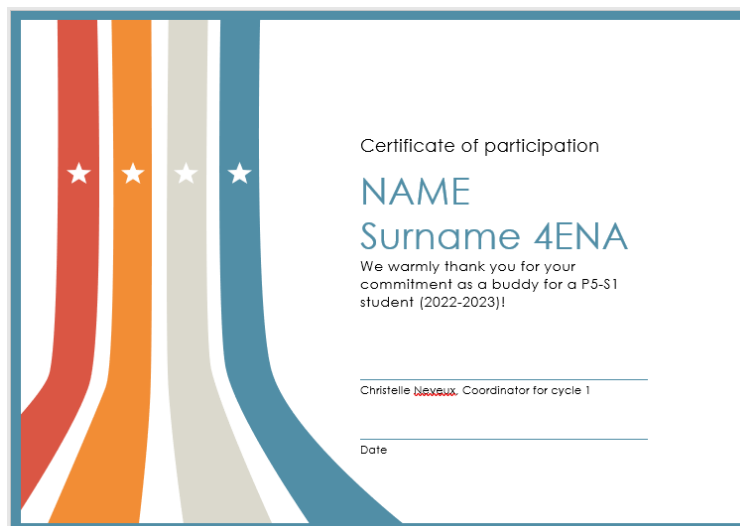 Certificate of participation
NAME
Surname 4ENA
We warmly thank you for your
commitment as a buddy for a P5-S1
student (2022-2023)!
Christelle Neveux, Coordinator for cycle 1
Date